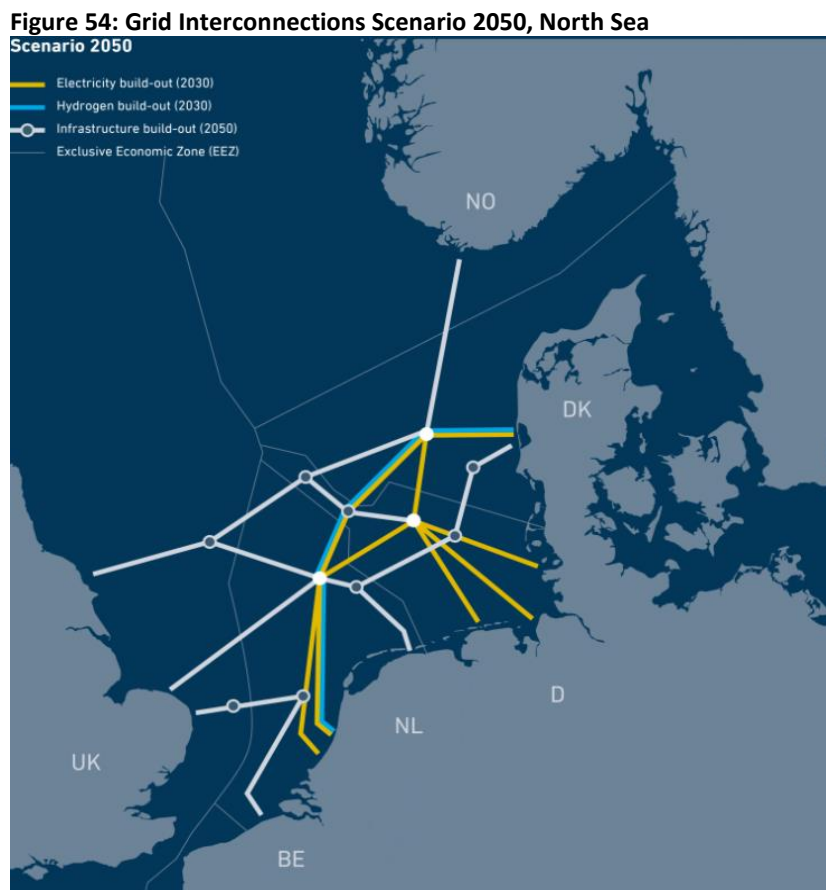 Figure 54: Grid Interconnections Scenario 2050, North Sea
Scenario 2050
Electricity build-out (2030)
Hydrogen build-out (2030)
Infrastructure build-out (2050)
Exclusive Economic Zone (EEZ)
NO
DK
D
NL
UK
BE